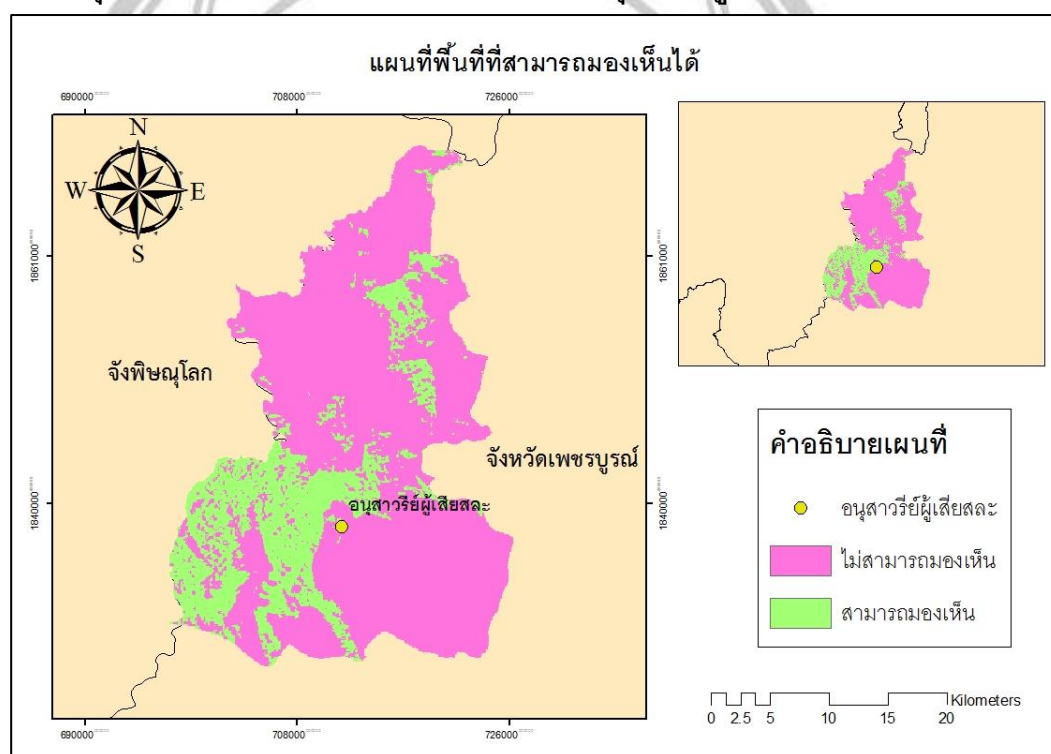 แผนที่พื้นที่ที่สามารถมองเห็นได้
690000
708000
726000
N
W
E
S
1861000
1861000
จังพิษณุโลก
จังหวัดเพชรบูรณ์
1840000
1840000
อนุสาวรีย์ผู้เสียสละ
690000
708000
726000
คำอธิบายแผนที่
อนุสาวรีย์ผู้เสียสละ
ไม่สามารถมองเห็น
สามารถมองเห็น
Kilometers
0 2.5 5 10 15 20